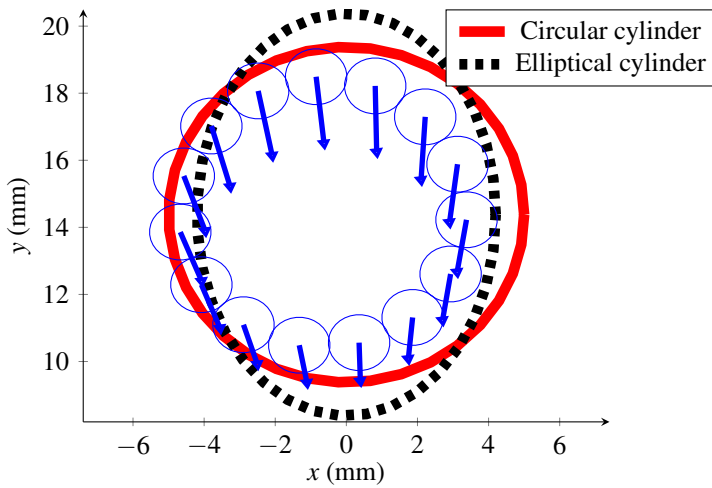 Circular cylinder
Elliptical cylinder
20
18
16
14
12
10
y (mm)
−6 −4 −2 0 2 4 6
x (mm)